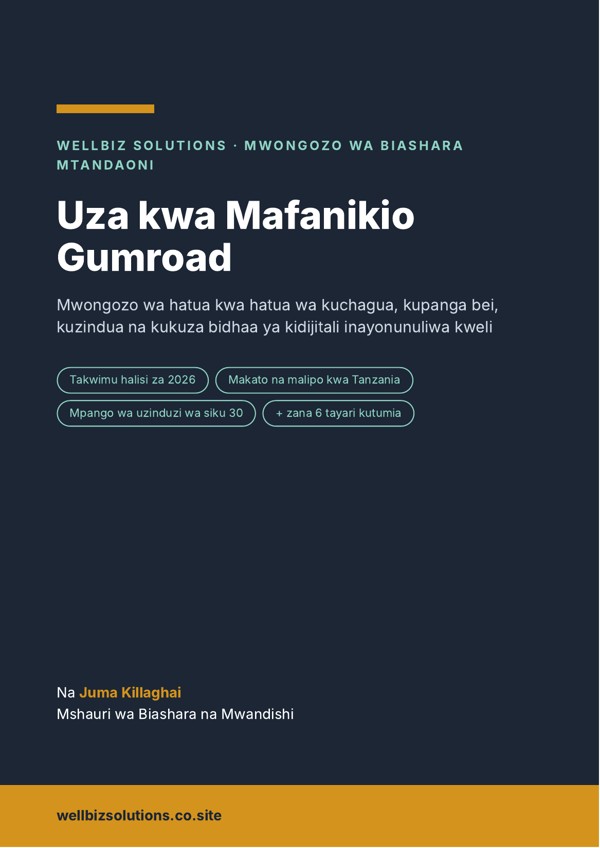 WELLBIZ SOLUTIONS · MWONGOZO WA BIASHARA
MTANDAONI
Uza kwa Mafanikio
Gumroad
Mwongozo wa hatua kwa hatua wa kuchagua, kupanga bei,
kuzindua na kukuza bidhaa ya kidijitali inayonunuliwa kweli
Takwimu halisi za 2026
Makato na malipo kwa Tanzania
Mpango wa uzinduzi wa siku 30
+ zana 6 tayari kutumia
Na Juma Killaghai
Mshauri wa Biashara na Mwandishi
wellbizsolutions.co.site